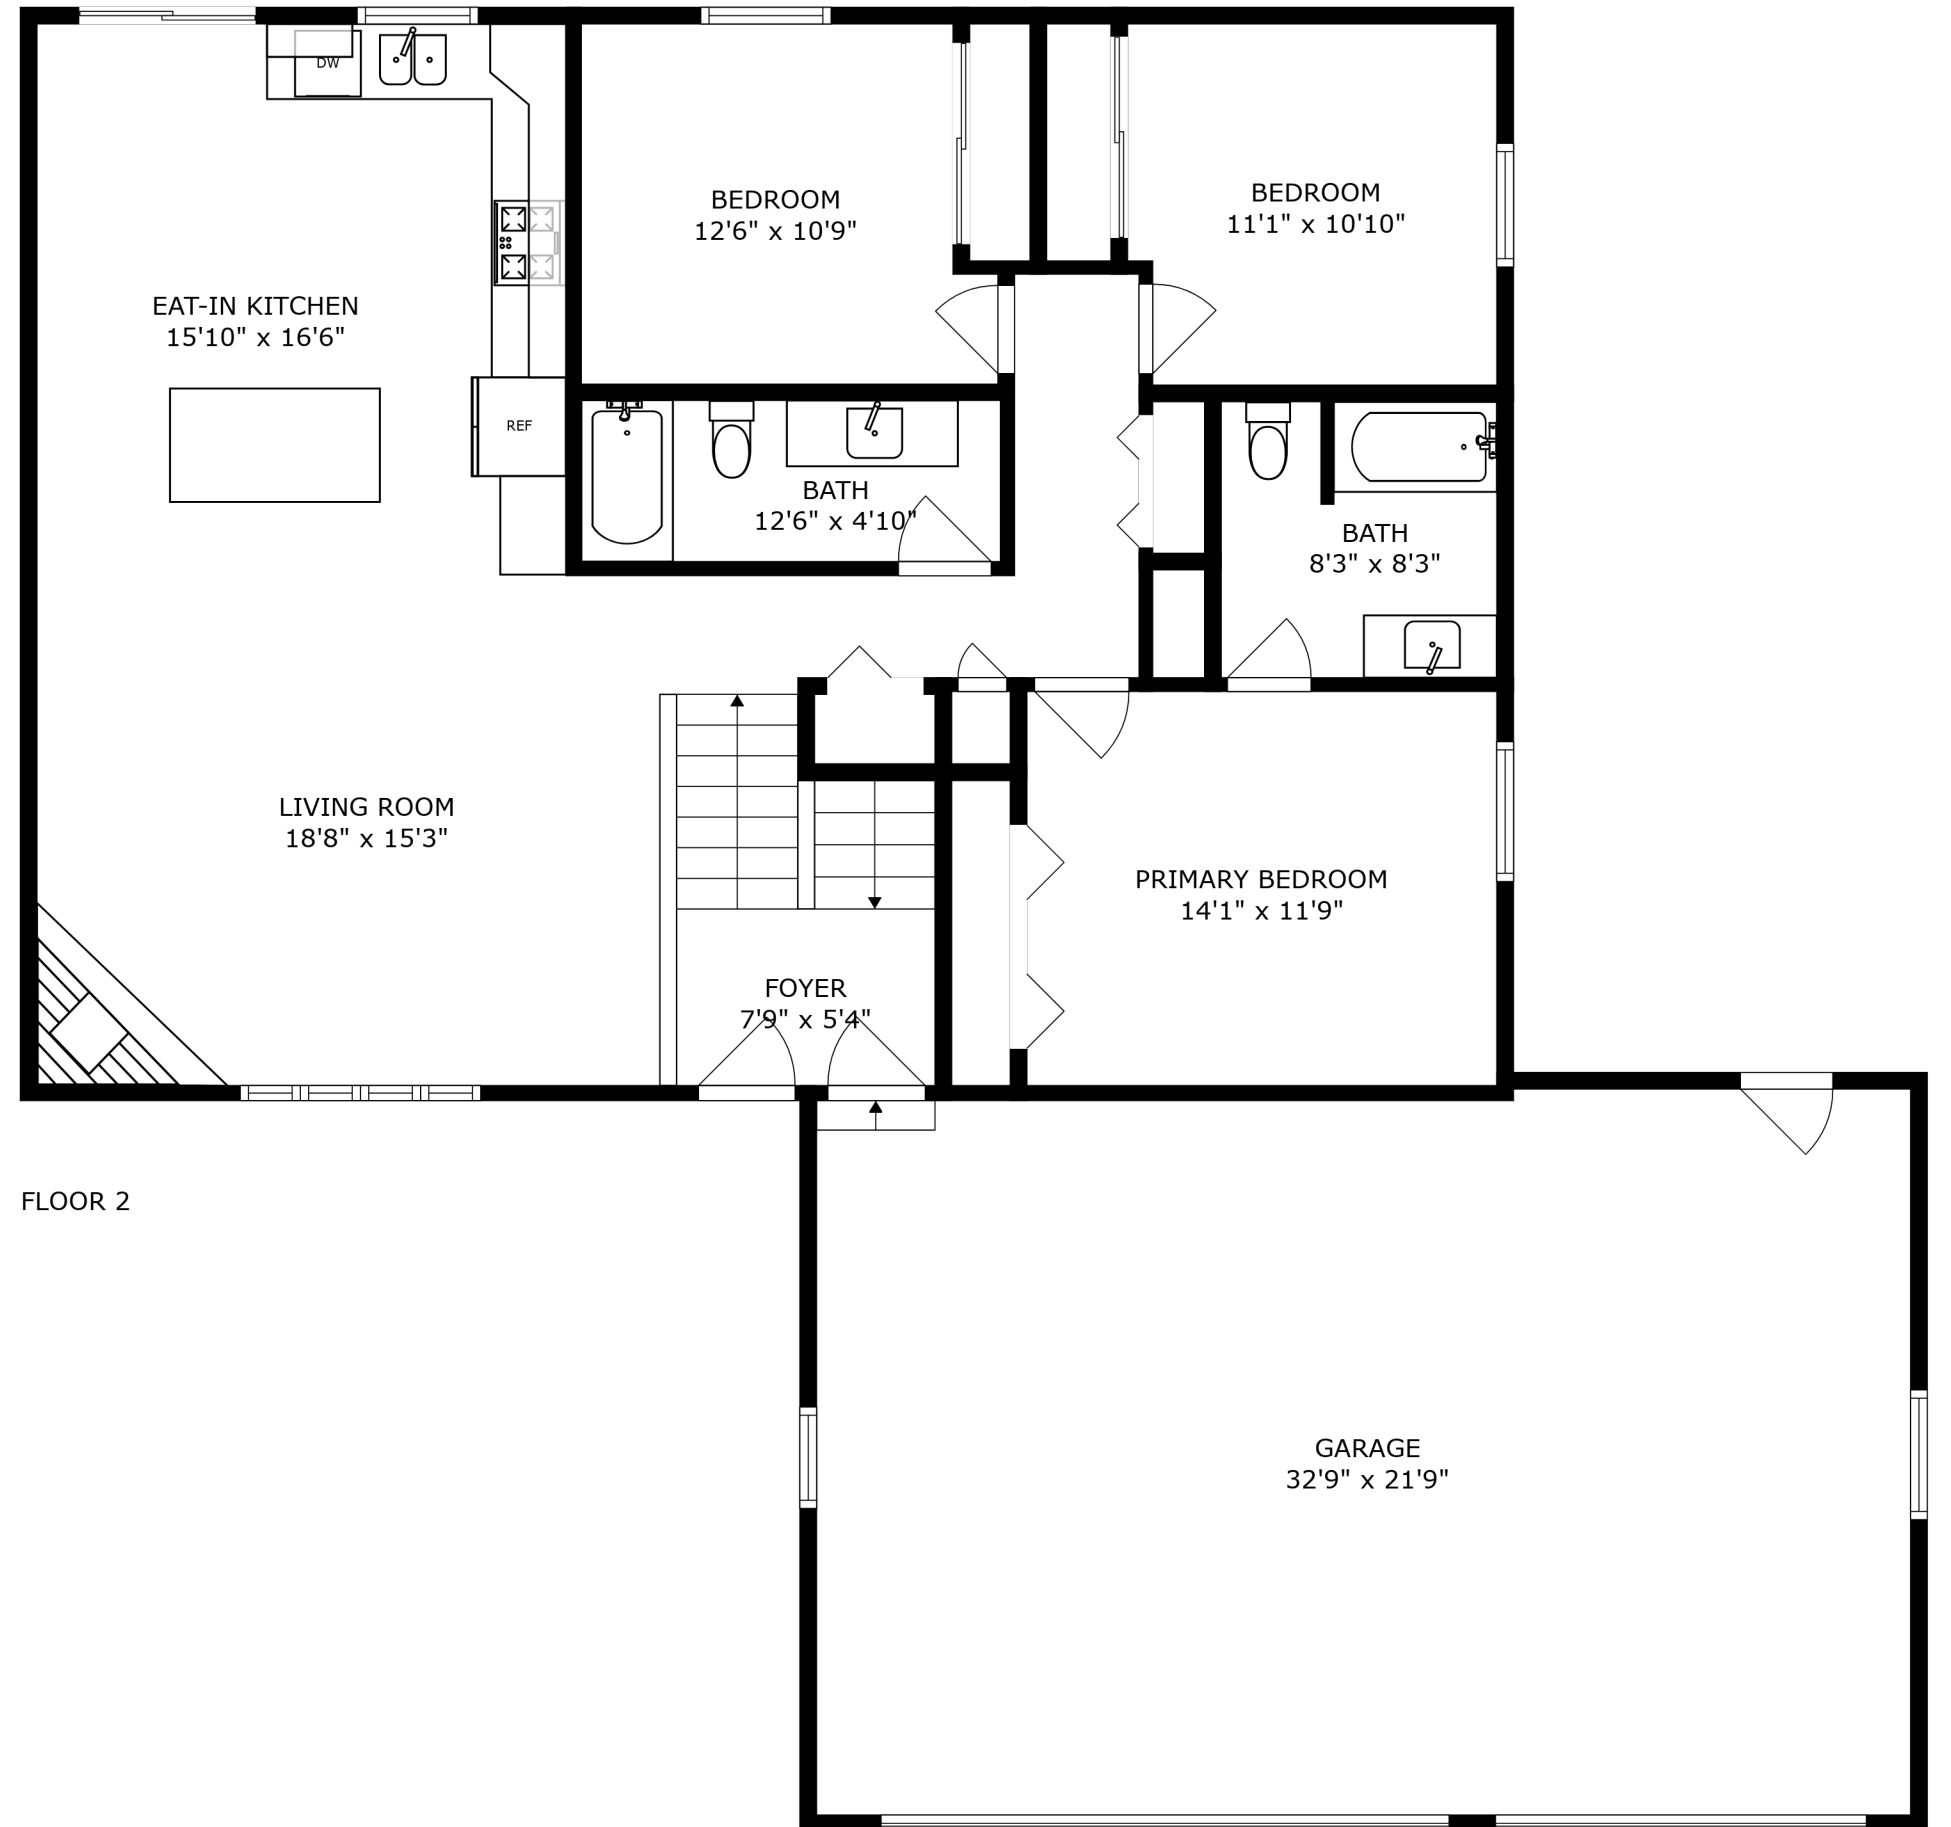 DW
BEDROOM
12'6" x 10'9"
BEDROOM
11'1" x 10'10"
EAT-IN KITCHEN
15'10" x 16'6"
REF
BATH
12'6" x 4'10"
BATH
8'3" x 8'3"
LIVING ROOM
18'8" x 15'3"
PRIMARY BEDROOM
14'1" x 11'9"
FOYER
7'9" x 5'4"
FLOOR 2
GARAGE
32'9" x 21'9"